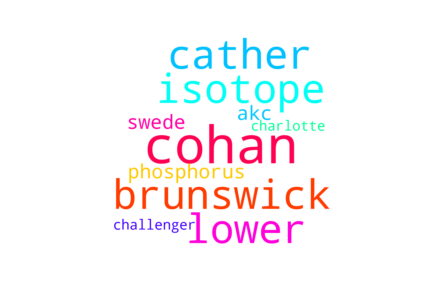 cather
isotope
akc
swede
charlotte
cohan
phosphorus
brunswick
challenger
lower